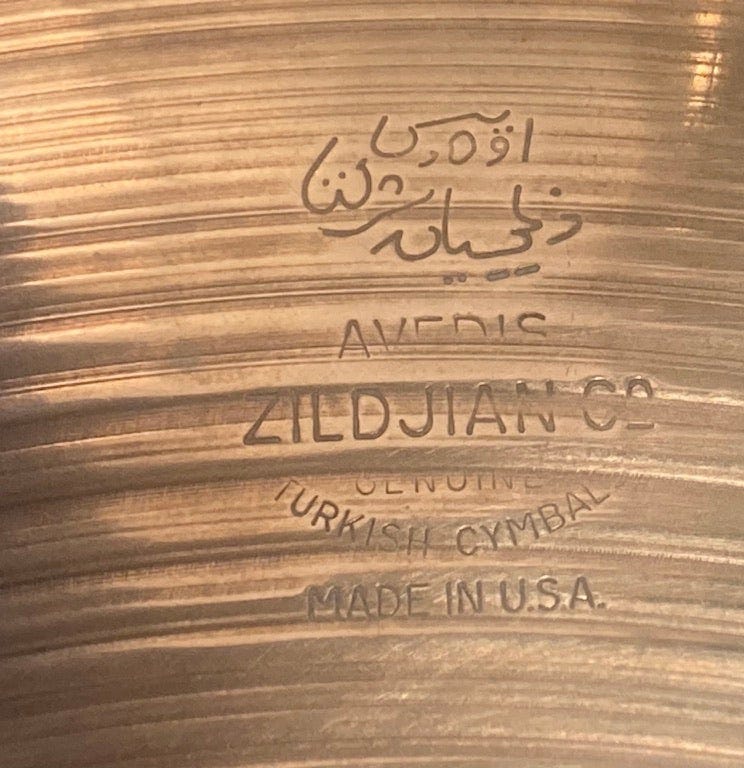 AVEDIS
ZILDJIAN CO
GENUINE
TURKISH CYMBAL
MADE IN U.S.A.